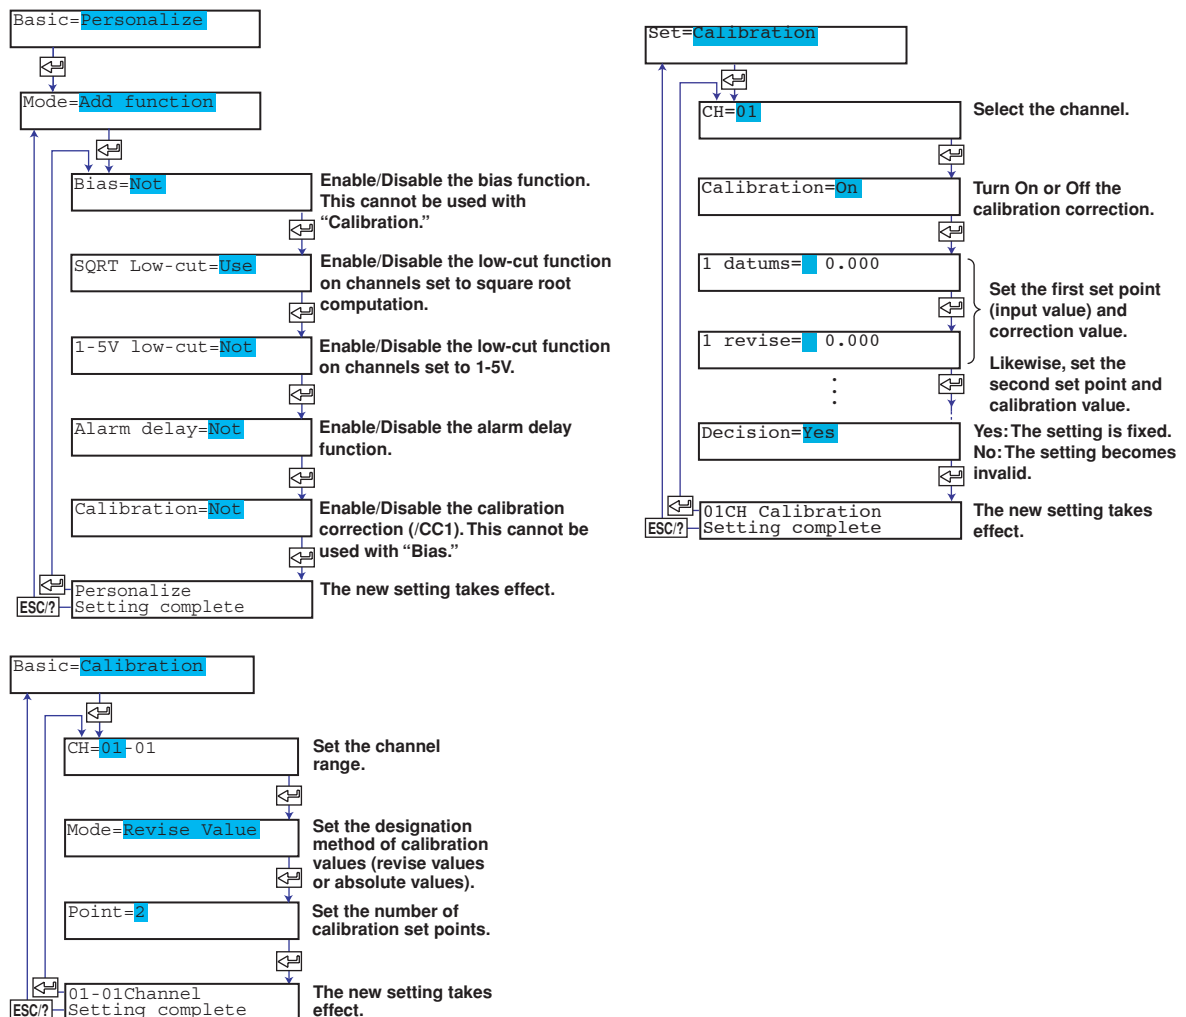 Basic=Personalize
Mode=Add function
Bias=Not
Enable/Disable the bias function.
This cannot be used with
“Calibration.”
SQRT Low-cut=Use
Enable/Disable the low-cut function
on channels set to square root
computation.
1-5V low-cut=Not
Enable/Disable the low-cut function
on channels set to 1-5V.
Alarm delay=Not
Enable/Disable the alarm delay
function.
Calibration=Not
Enable/Disable the calibration
correction (/CC1). This cannot be
used with “Bias.”
Personalize
Setting complete
The new setting takes effect.
ESC/?
Set=Calibration
CH=01
Select the channel.
Calibration=On
Turn On or Off the
calibration correction.
1 datums= 0.000
1 revise= 0.000
Set the first set point
(input value) and
correction value.
Likewise, set the
second set point and
calibration value.
Decision=Yes
Yes: The setting is fixed.
No: The setting becomes
invalid.
01CH Calibration
Setting complete
The new setting takes
effect.
ESC/?
Basic=Calibration
CH=01-01
Set the channel
range.
Mode=Revise Value
Set the designation
method of calibration
values (revise values
or absolute values).
Point=2
Set the number of
calibration set points.
01-01Channel
Setting complete
The new setting takes
effect.
ESC/?